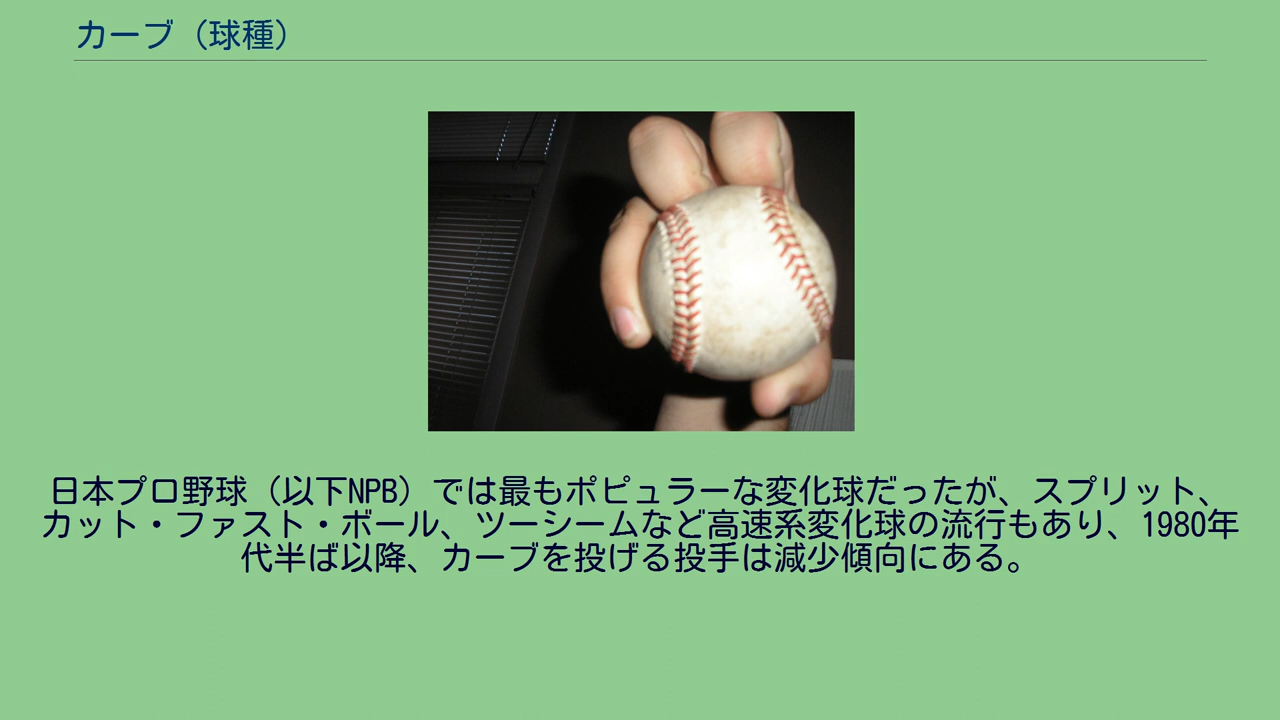 カーブ（球種）
日本プロ野球（以下NPB）では最もポピュラーな変化球だったが、スプリット、
カット・ファスト・ボール、ツーシームなど高速系変化球の流行もあり、1980年
代半ば以降、カーブを投げる投手は減少傾向にある。